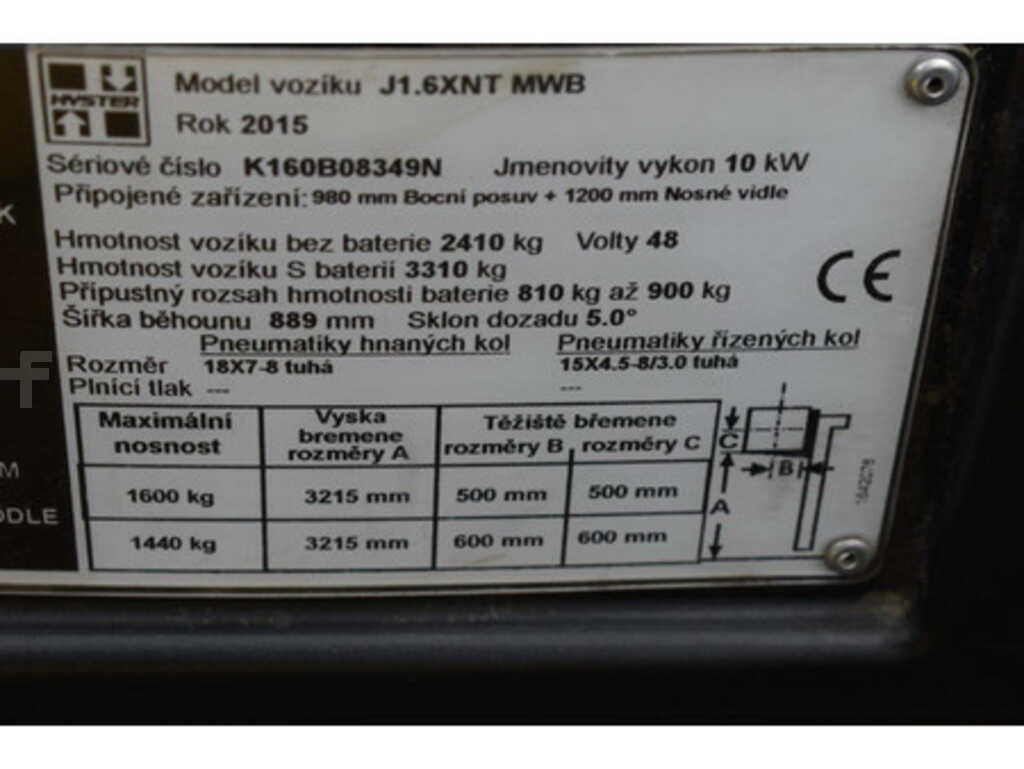 HYSTER
Model vozíku J1.6XNT MWB
Rok 2015
Sériové číslo K160B08349N Jmenovity vykon 10 kW
Připojené zařízení: 980 mm Bocní posuv + 1200 mm Nosné vidle
Hmotnost vozíku bez baterie 2410 kg Volty 48
Hmotnost vozíku S baterií 3310 kg
Přípustný rozsah hmotnosti baterie 810 kg až 900 kg
Šířka běhounu 889 mm Sklon dozadu 5.0°
Pneumatiky hnaných kol Pneumatiky řízených kol
Rozměr 18X7-8 tuhá 15X4.5-8/3.0 tuhá
Plnící tlak --- ---
Maximální nosnost Vyska bremene rozměry A Těžiště břemene rozměry B rozměry C
1600 kg 3215 mm 500 mm 500 mm
1440 kg 3215 mm 600 mm 600 mm
C
B
A
CE
K
M
ODLE